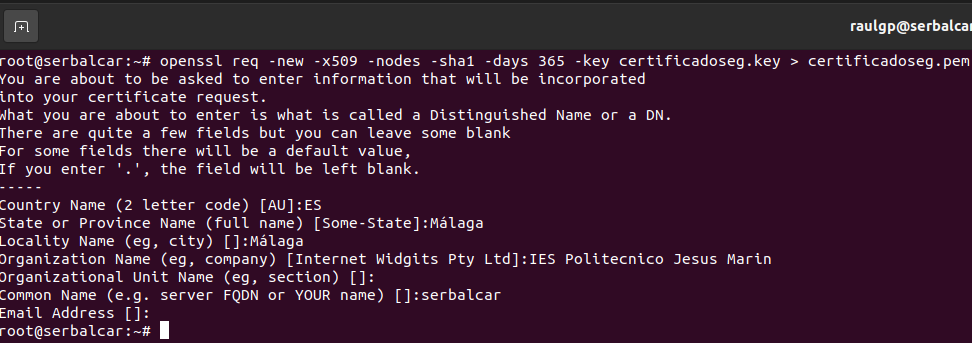 raulgp@serbalcar
root@serbalcar:~# openssl req -new -x509 -nodes -sha1 -days 365 -key certificadoseg.key > certificadoseg.pem
You are about to be asked to enter information that will be incorporated
into your certificate request.
What you are about to enter is what is called a Distinguished Name or a DN.
There are quite a few fields but you can leave some blank
For some fields there will be a default value,
If you enter '.', the field will be left blank.
-----
Country Name (2 letter code) [AU]:ES
State or Province Name (full name) [Some-State]:Málaga
Locality Name (eg, city) []:Málaga
Organization Name (eg, company) [Internet Widgits Pty Ltd]:IES Politecnico Jesus Marin
Organizational Unit Name (eg, section) []:
Common Name (e.g. server FQDN or YOUR name) []:serbalcar
Email Address []:
root@serbalcar:~#